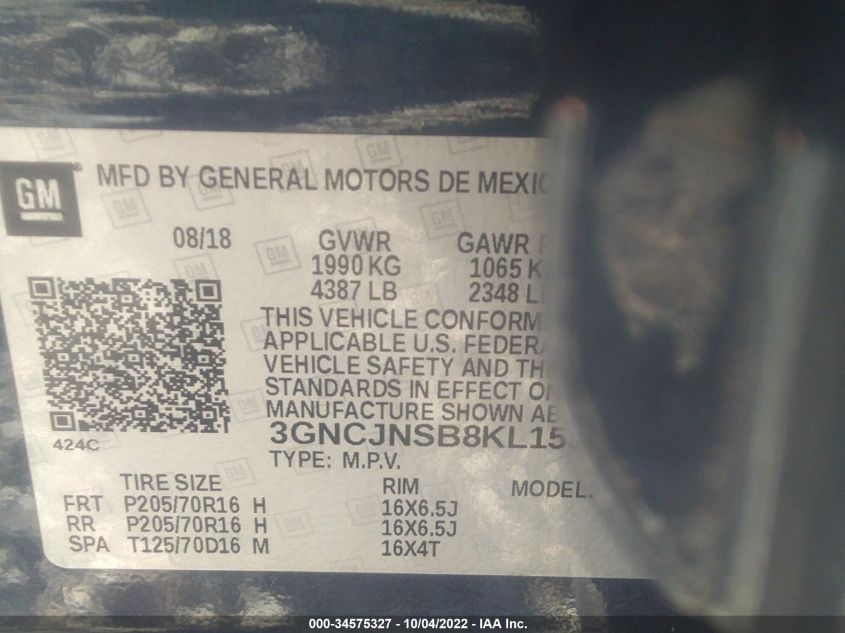 GM
MFD BY GENERAL MOTORS DE MEXIC
08/18 GVWR GAWR
1990 KG 1065 K
4387 LB 2348 L
THIS VEHICLE CONFORM
APPLICABLE U.S. FEDERA
VEHICLE SAFETY AND TH
STANDARDS IN EFFECT O
MANUFACTURE SHOWN AB
3GNCJNSB8KL15
424C
TYPE: M.P.V.
TIRE SIZE RIM MODEL.
FRT P205/70R16 H 16X6.5J
RR P205/70R16 H 16X6.5J
SPA T125/70D16 M 16X4T
000-34575327 - 10/04/2022 - IAA Inc.